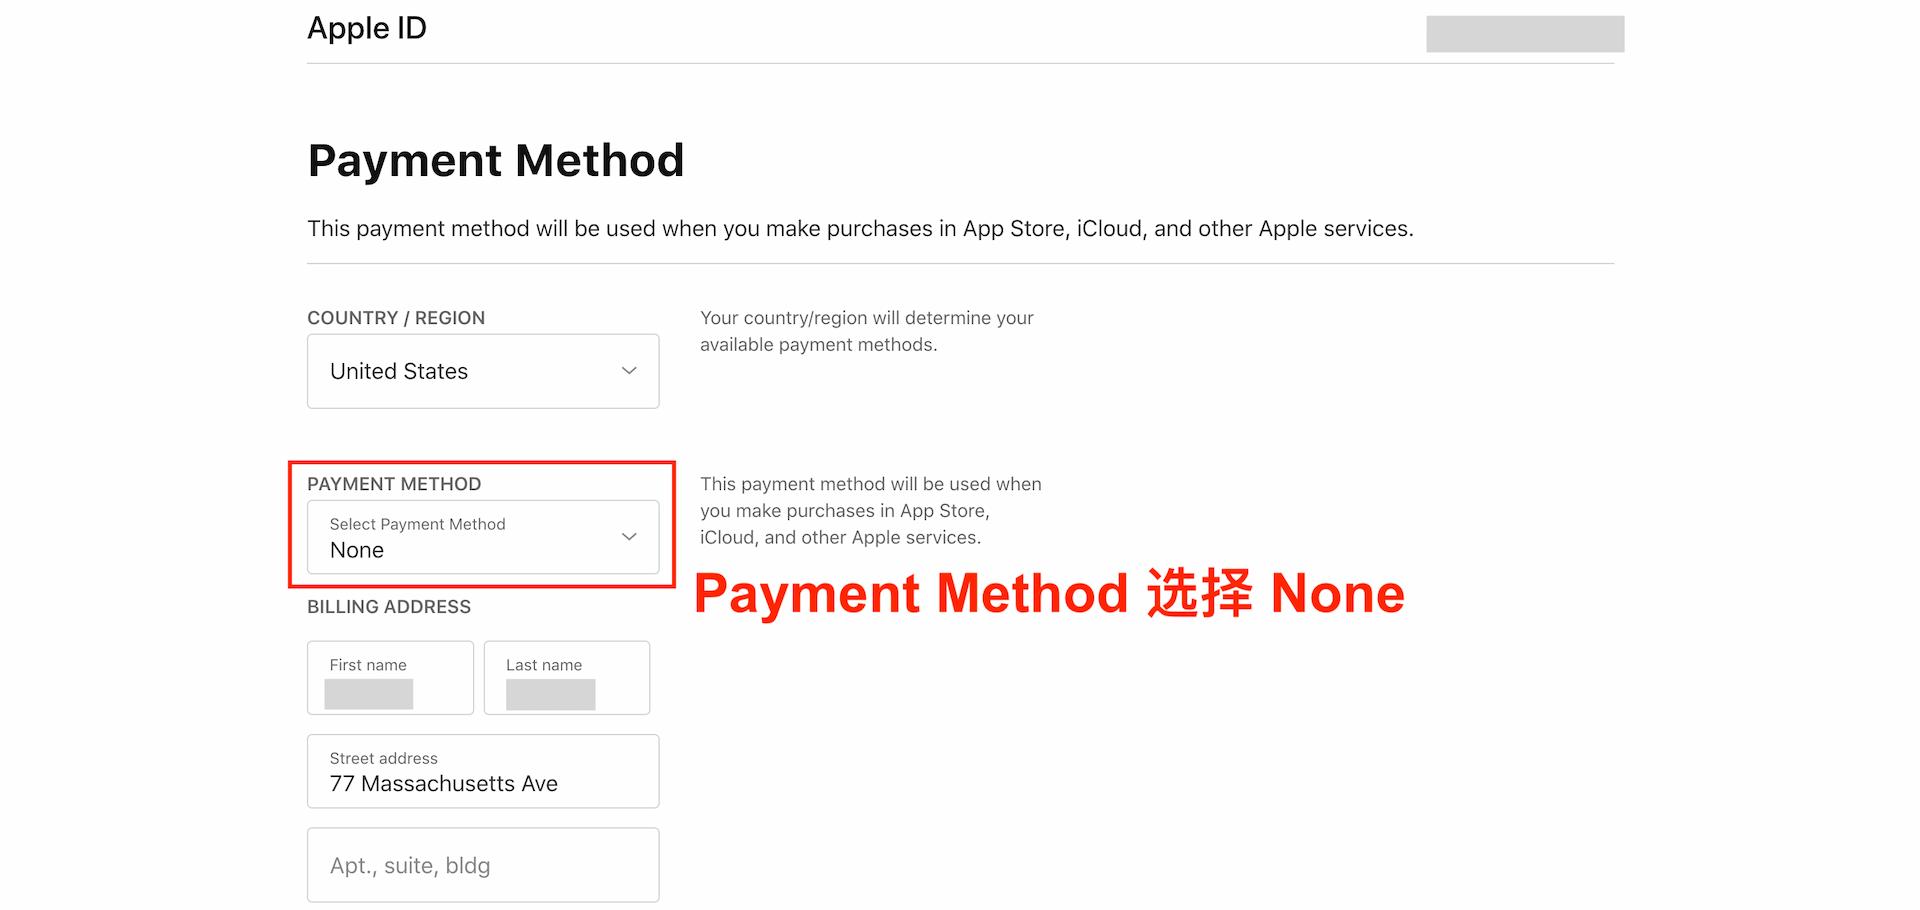 Apple ID
Payment Method
This payment method will be used when you make purchases in App Store, iCloud, and other Apple services.
COUNTRY / REGION
United States
Your country/region will determine your
available payment methods.
PAYMENT METHOD
Select Payment Method
None
This payment method will be used when
you make purchases in App Store,
iCloud, and other Apple services.
Payment Method 选择 None
BILLING ADDRESS
First name
Last name
Street address
77 Massachusetts Ave
Apt., suite, bldg